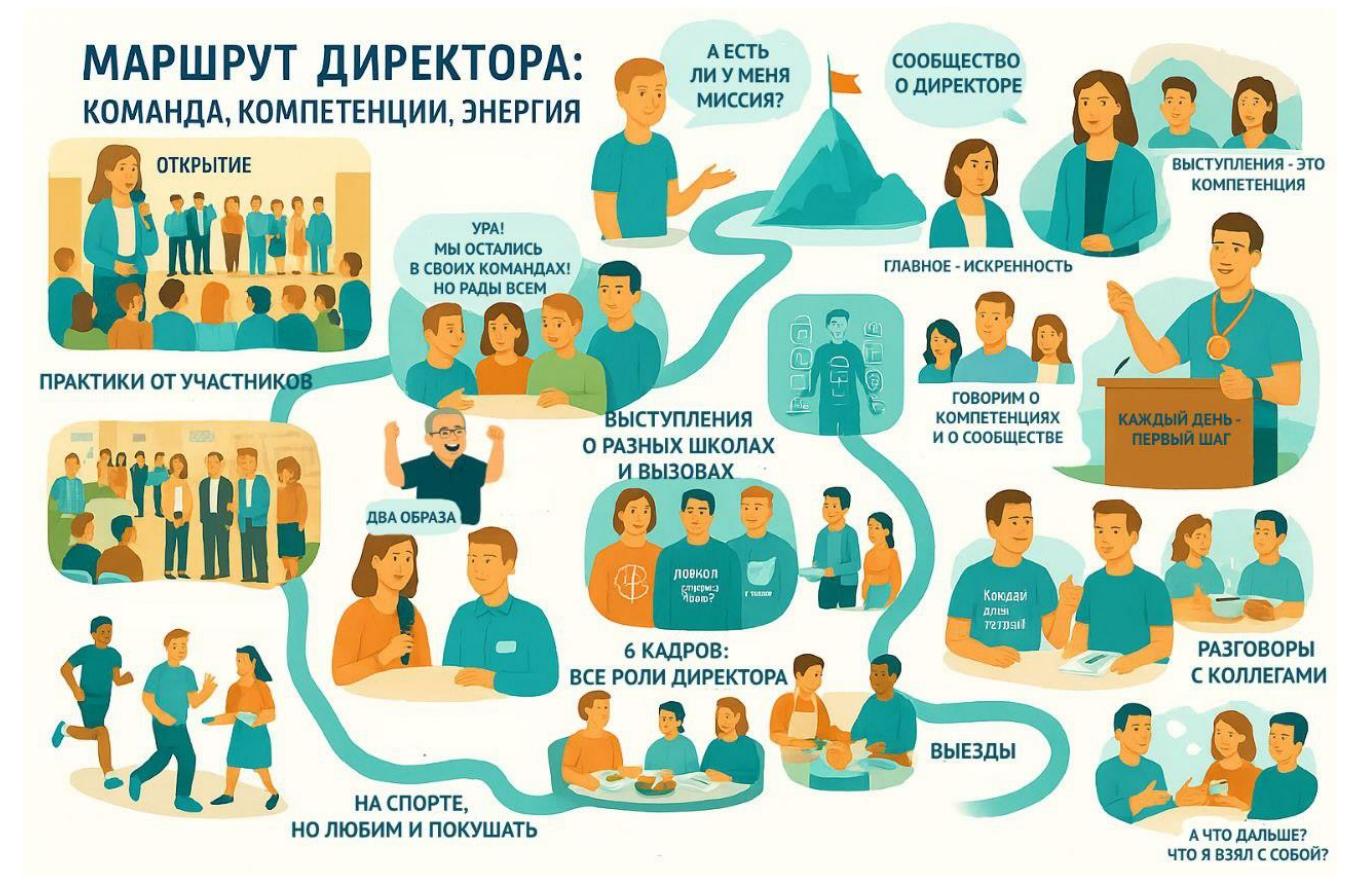 МАРШРУТ ДИРЕКТОРА:
КОМАНДА, КОМПЕТЕНЦИИ, ЭНЕРГИЯ
ОТКРЫТИЕ
УРА!
МЫ ОСТАЛИСЬ
В СВОИХ КОМАНДАХ!
НО РАДЫ ВСЕМ
А ЕСТЬ
ЛИ У МЕНЯ
МИССИЯ?
СООБЩЕСТВО
О ДИРЕКТОРЕ
ВЫСТУПЛЕНИЯ - ЭТО
КОМПЕТЕНЦИЯ
ГЛАВНОЕ - ИСКРЕННОСТЬ
ПРАКТИКИ ОТ УЧАСТНИКОВ
ДВА ОБРАЗА
ВЫСТУПЛЕНИЯ
О РАЗНЫХ ШКОЛАХ
И ВЫЗОВАХ
ГОВОРИМ О
КОМПЕТЕНЦИЯХ
И О СООБЩЕСТВЕ
КАЖДЫЙ ДЕНЬ -
ПЕРВЫЙ ШАГ
6 КАДРОВ:
ВСЕ РОЛИ ДИРЕКТОРА
РАЗГОВОРЫ
С КОЛЛЕГАМИ
ВЫЕЗДЫ
НА СПОРТЕ,
НО ЛЮБИМ И ПОКУШАТЬ
А ЧТО ДАЛЬШЕ?
ЧТО Я ВЗЯЛ С СОБОЙ?